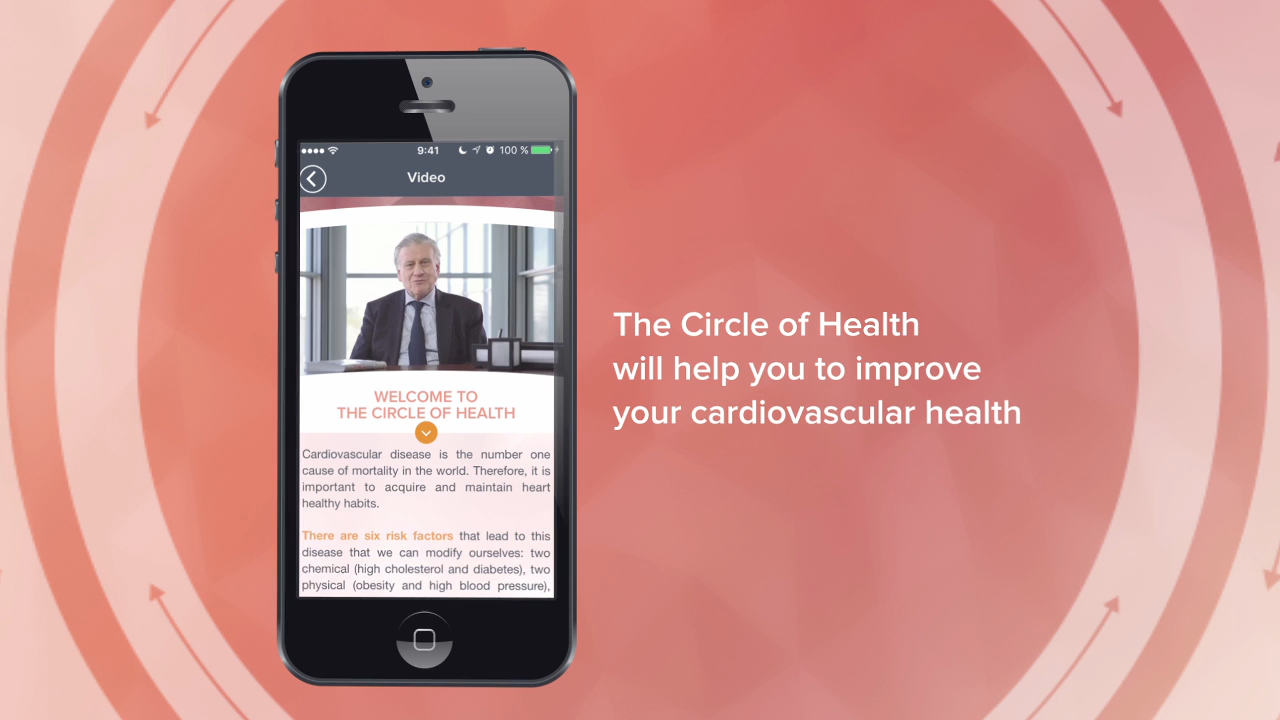 9:41 100 %
Video
WELCOME TO
THE CIRCLE OF HEALTH
Cardiovascular disease is the number one
cause of mortality in the world. Therefore, it is
important to acquire and maintain heart
healthy habits.
There are six risk factors that lead to this
disease that we can modify ourselves: two
chemical (high cholesterol and diabetes), two
physical (obesity and high blood pressure),
The Circle of Health
will help you to improve
your cardiovascular health